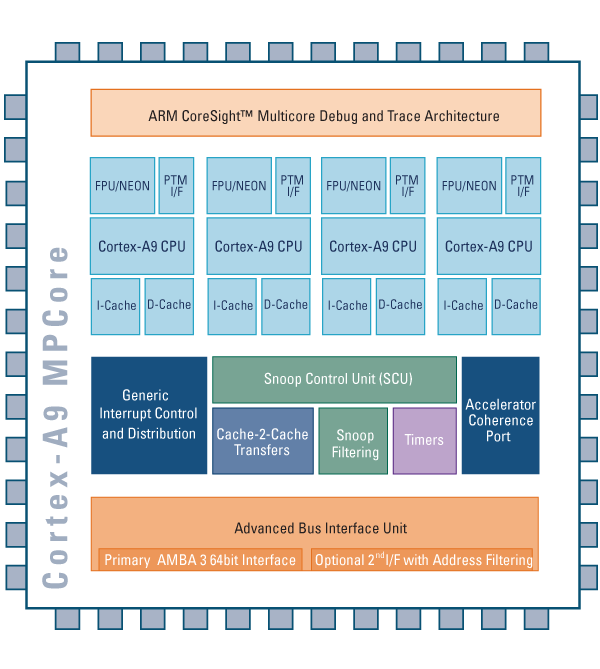 ARM CoreSight™ Multicore Debug and Trace Architecture
FPU/NEON
PTM
I/F
FPU/NEON
PTM
I/F
FPU/NEON
PTM
I/F
FPU/NEON
PTM
I/F
Cortex-A9 CPU
Cortex-A9 CPU
Cortex-A9 CPU
Cortex-A9 CPU
I-Cache
D-Cache
I-Cache
D-Cache
I-Cache
D-Cache
I-Cache
D-Cache
Cortex-A9 MPCore
Generic
Interrupt Control
and Distribution
Snoop Control Unit (SCU)
Cache-2-Cache
Transfers
Snoop
Filtering
Timers
Accelerator
Coherence
Port
Advanced Bus Interface Unit
Primary AMBA 3 64bit Interface
Optional 2nd I/F with Address Filtering